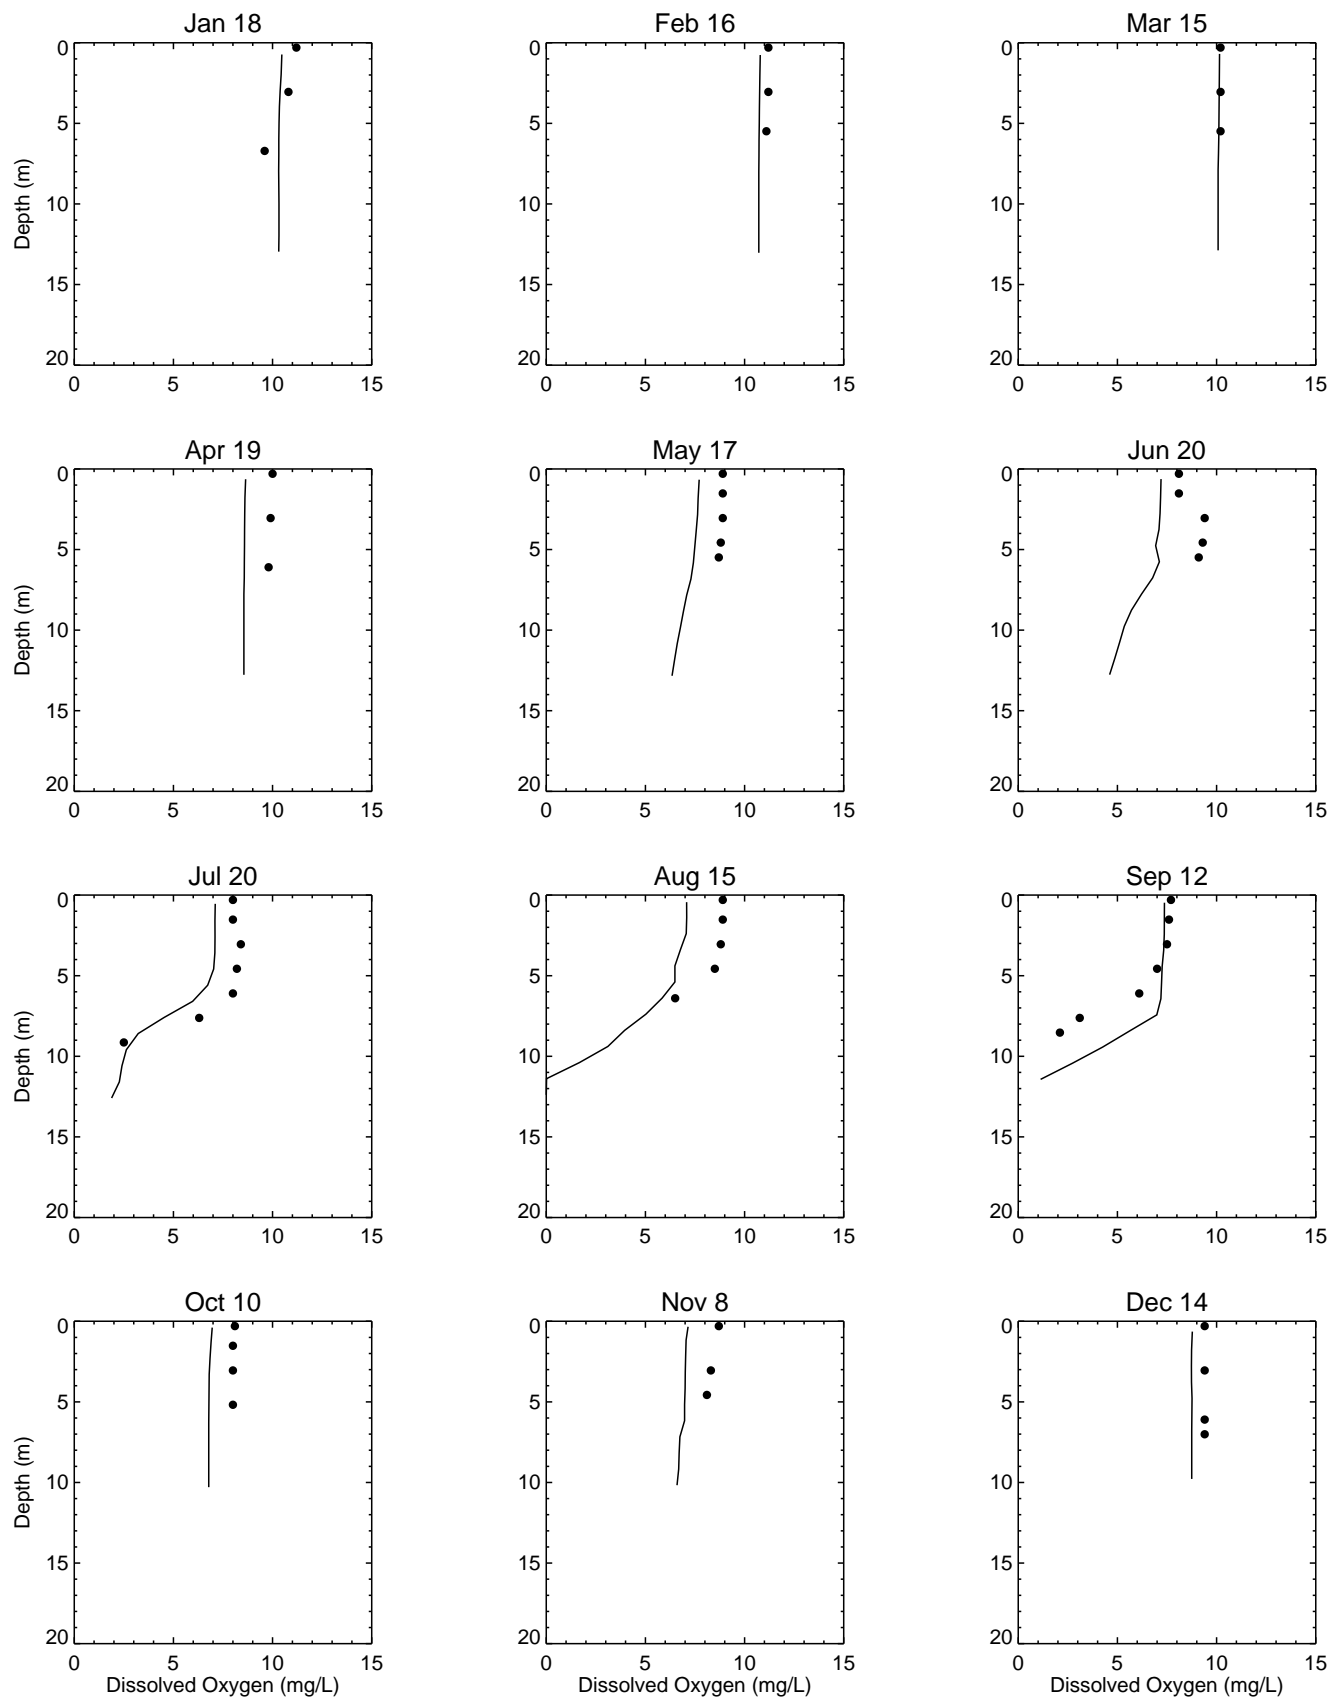 Jan 18 Feb 16 Mar 15
0 0 0
5 5 5
Depth (m)
10 10 10
15 15 15
20 20 20
0 5 10 15 0 5 10 15 0 5 10 15
Apr 19 May 17 Jun 20
0 0 0
5 5 5
Depth (m)
10 10 10
15 15 15
20 20 20
0 5 10 15 0 5 10 15 0 5 10 15
Jul 20 Aug 15 Sep 12
0 0 0
5 5 5
Depth (m)
10 10 10
15 15 15
20 20 20
0 5 10 15 0 5 10 15 0 5 10 15
Oct 10 Nov 8 Dec 14
0 0 0
5 5 5
Depth (m)
10 10 10
15 15 15
20 20 20
0 5 10 15 0 5 10 15 0 5 10 15
Dissolved Oxygen (mg/L) Dissolved Oxygen (mg/L) Dissolved Oxygen (mg/L)